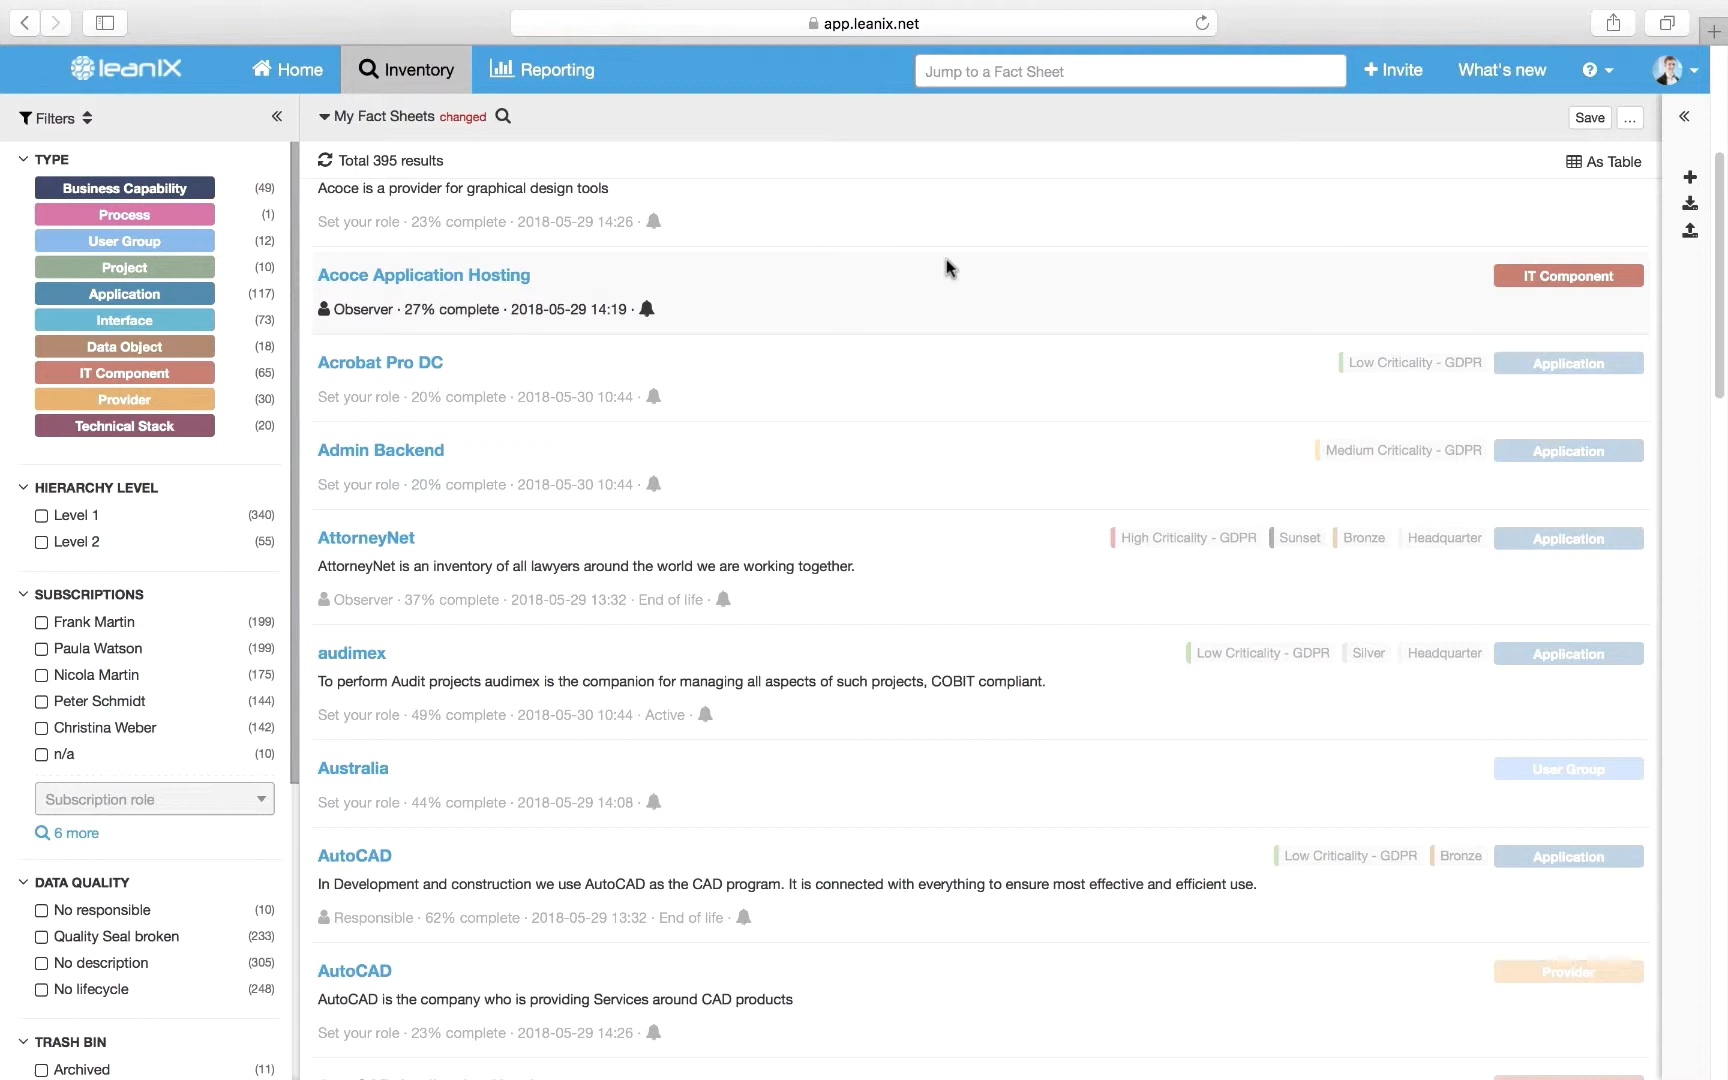 app.leanix.net
leanIX
Home
Inventory
Reporting
Jump to a Fact Sheet
+ Invite
What's new
?
Filters
«
My Fact Sheets changed
Save
...
«
TYPE
Business Capability (49)
Process (1)
User Group (12)
Project (10)
Application (117)
Interface (73)
Data Object (18)
IT Component (65)
Provider (30)
Technical Stack (20)
HIERARCHY LEVEL
Level 1 (340)
Level 2 (55)
SUBSCRIPTIONS
Frank Martin (199)
Paula Watson (199)
Nicola Martin (175)
Peter Schmidt (144)
Christina Weber (142)
n/a (10)
Subscription role
6 more
DATA QUALITY
No responsible (10)
Quality Seal broken (233)
No description (305)
No lifecycle (248)
TRASH BIN
Archived (11)
Total 395 results
As Table
Acoce is a provider for graphical design tools
Set your role · 23% complete · 2018-05-29 14:26 ·
Acoce Application Hosting
IT Component
Observer · 27% complete · 2018-05-29 14:19 ·
Acrobat Pro DC
Low Criticality - GDPR
Application
Set your role · 20% complete · 2018-05-30 10:44 ·
Admin Backend
Medium Criticality - GDPR
Application
Set your role · 20% complete · 2018-05-30 10:44 ·
AttorneyNet
High Criticality - GDPR
Sunset
Bronze
Headquarter
Application
AttorneyNet is an inventory of all lawyers around the world we are working together.
Observer · 37% complete · 2018-05-29 13:32 · End of life ·
audimex
Low Criticality - GDPR
Silver
Headquarter
Application
To perform Audit projects audimex is the companion for managing all aspects of such projects, COBIT compliant.
Set your role · 49% complete · 2018-05-30 10:44 · Active ·
Australia
User Group
Set your role · 44% complete · 2018-05-29 14:08 ·
AutoCAD
Low Criticality - GDPR
Bronze
Application
In Development and construction we use AutoCAD as the CAD program. It is connected with everything to ensure most effective and efficient use.
Responsible · 62% complete · 2018-05-29 13:32 · End of life ·
AutoCAD
Provider
AutoCAD is the company who is providing Services around CAD products
Set your role · 23% complete · 2018-05-29 14:26 ·